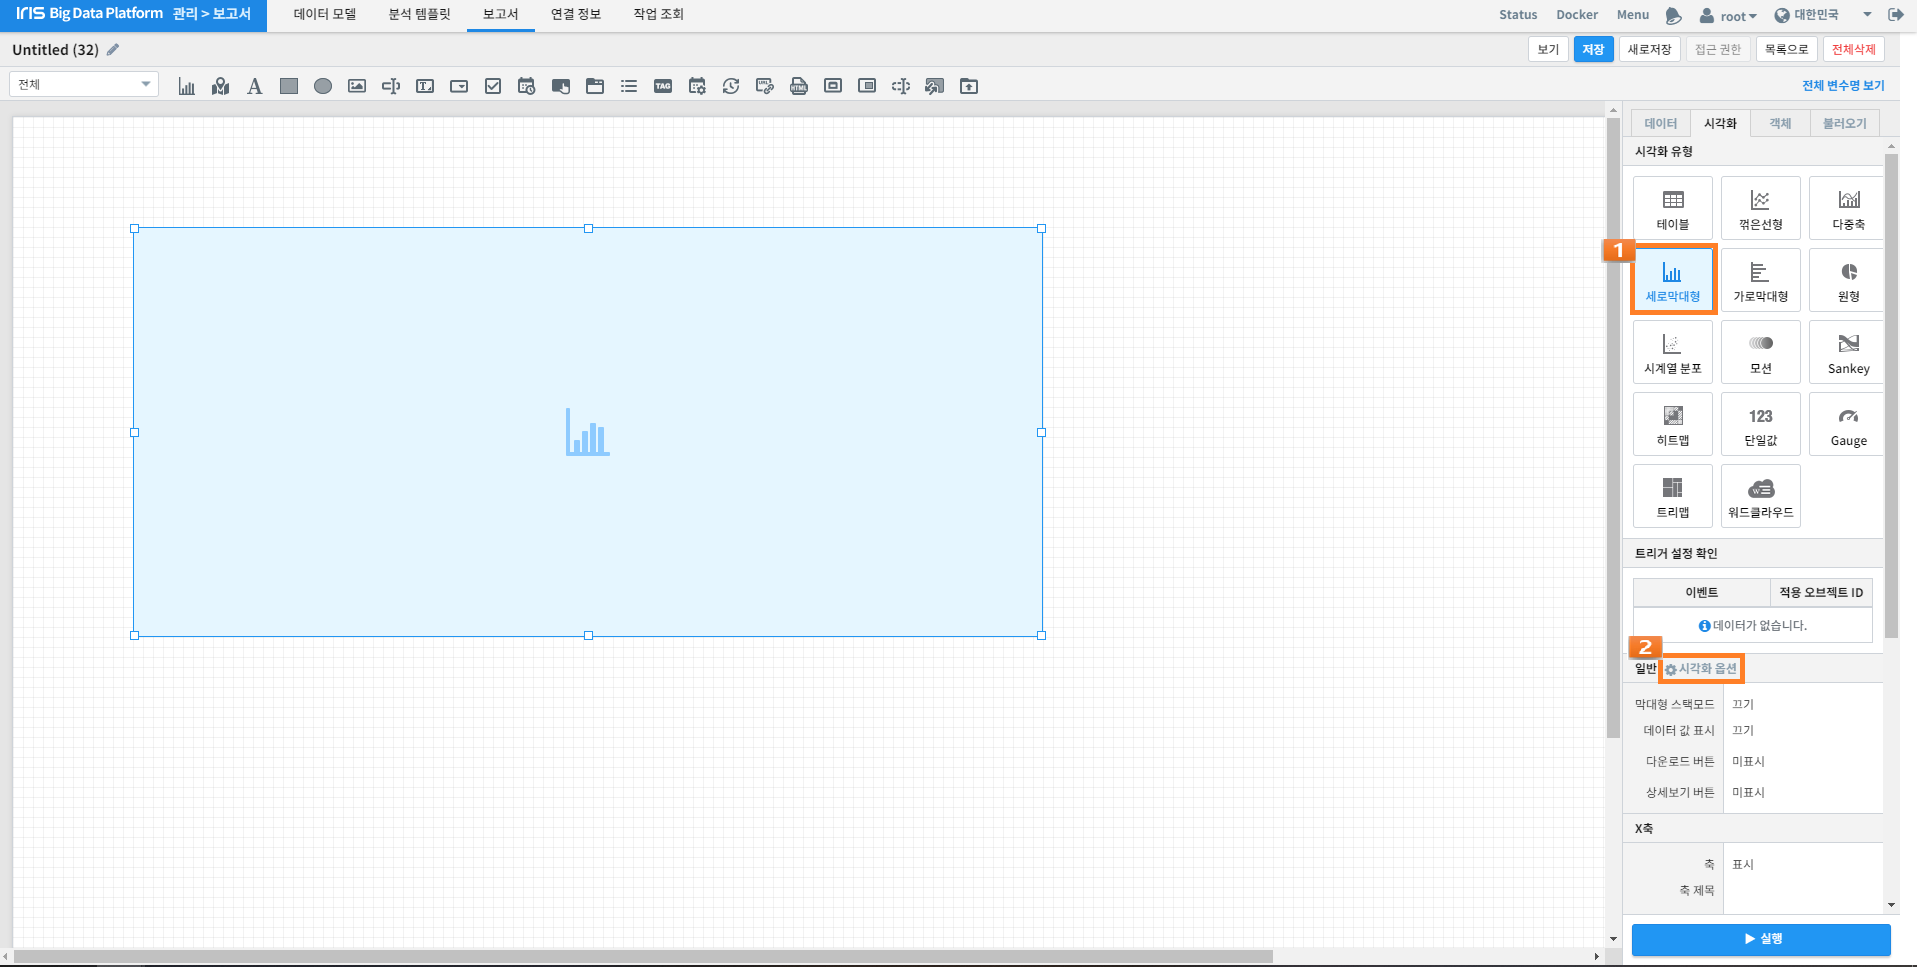 IRIS Big Data Platform 관리 > 보고서 데이터 모델 분석 템플릿 보고서 연결 정보 작업 조회 Status Docker Menu root 대한민국
Untitled (32) 보기 저장 새로저장 접근 권한 목록으로 전체삭제
전체 A T TAG URL HTML 전체 변수명 보기
데이터 시각화 객체 불러오기
시각화 유형
테이블 꺾은선형 다중축
1
세로막대형 가로막대형 원형
시계열 분포 모션 Sankey
123
히트맵 단일값 Gauge
W
트리맵 워드클라우드
트리거 설정 확인
이벤트 적용 오브젝트 ID
데이터가 없습니다.
2
일반 시각화 옵션
막대형 스택모드 끄기
데이터 값 표시 끄기
다운로드 버튼 미표시
상세보기 버튼 미표시
X축
축 표시
축 제목
실행